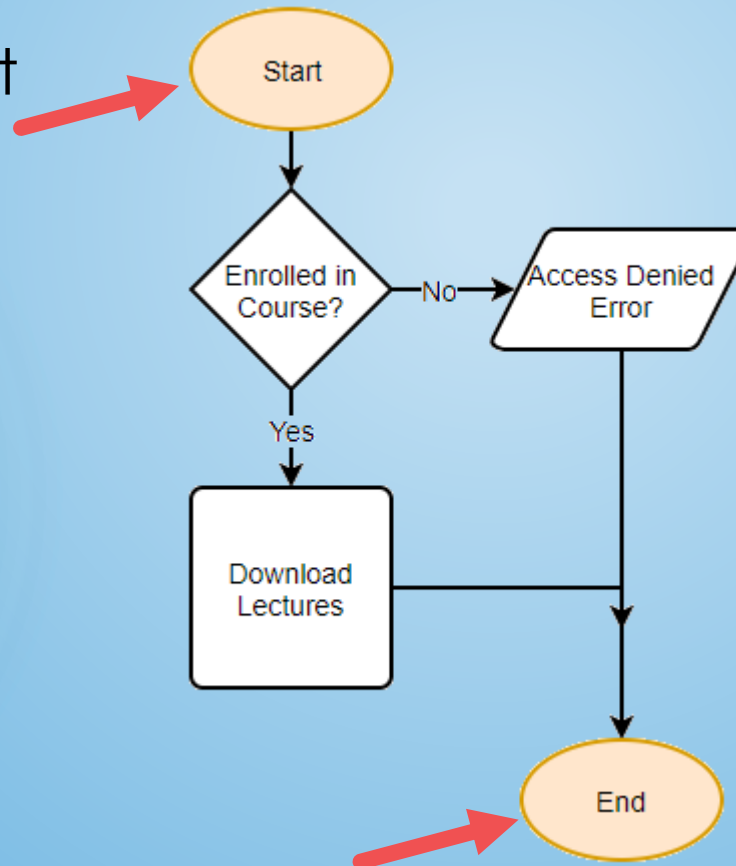 t
Start
Enrolled in
Course?
No
Access Denied
Error
Yes
Download
Lectures
End